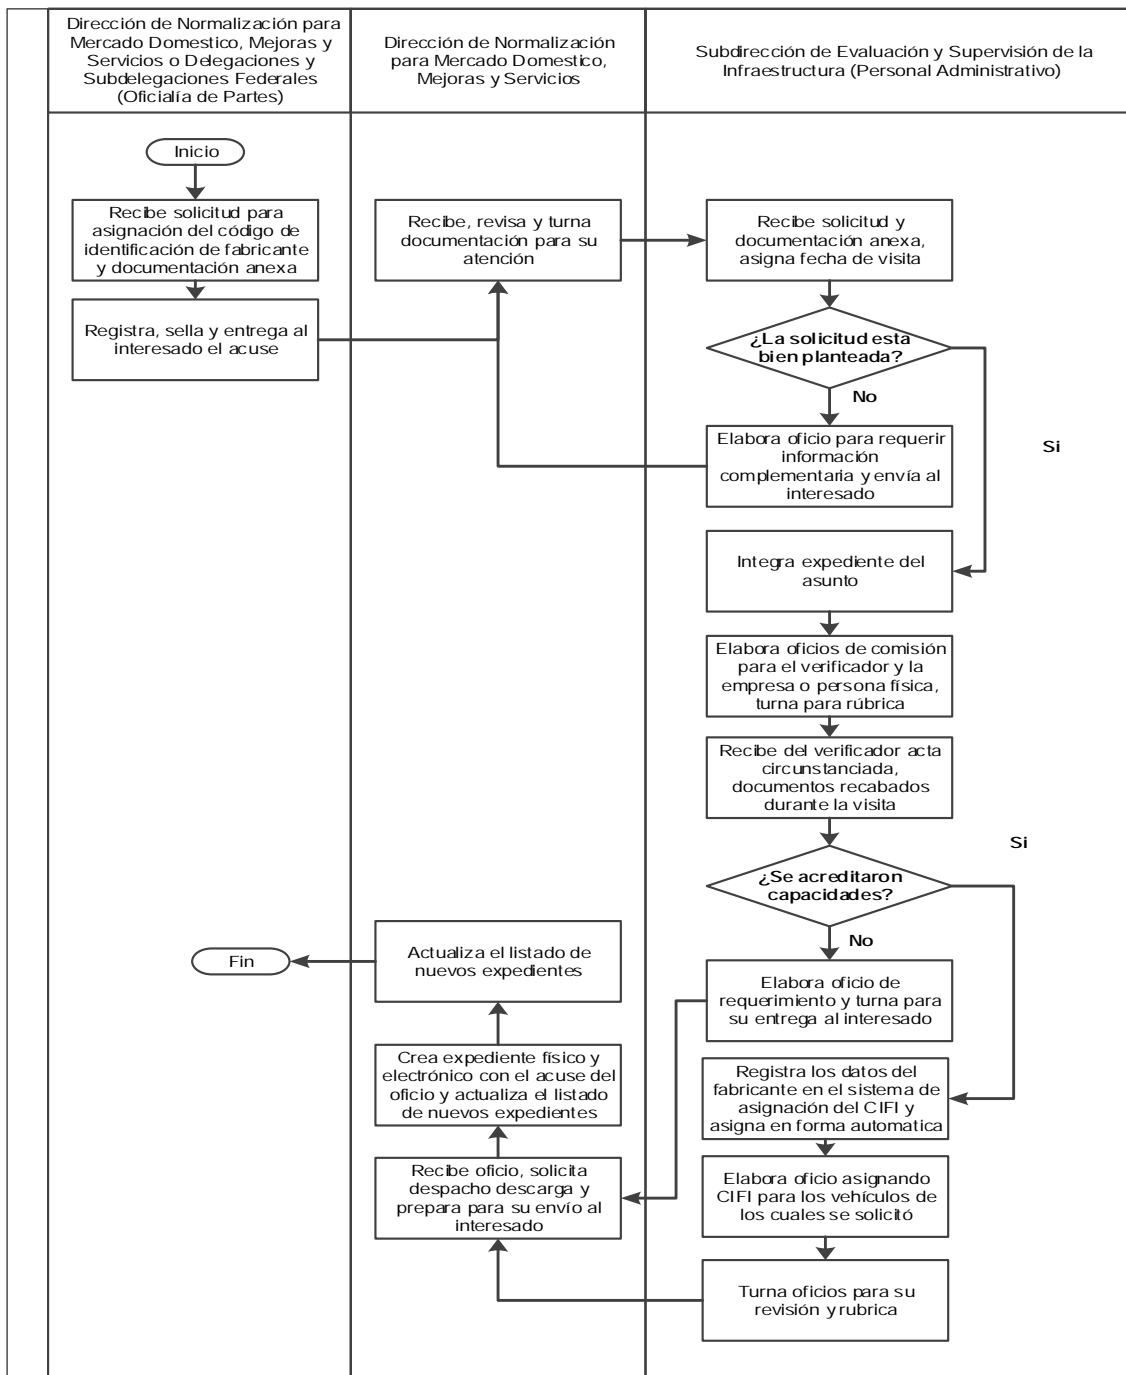 Dirección de Normalización para
Mercado Domestico, Mejoras y
Servicios o Delegaciones y
Subdelegaciones Federales
(Oficialía de Partes)
Dirección de Normalización
para Mercado Domestico,
Mejoras y Servicios
Subdirección de Evaluación y Supervisión de la
Infraestructura (Personal Administrativo)
Inicio
Recibe solicitud para
asignación del código de
identificación de fabricante
y documentación anexa
Registra, sella y entrega al
interesado el acuse
Recibe, revisa y turna
documentación para su
atención
Recibe solicitud y
documentación anexa,
asigna fecha de visita
¿La solicitud esta
bien planteada?
No
Si
Elabora oficio para requerir
información
complementaria y envía al
interesado
Integra expediente del
asunto
Elabora oficios de comisión
para el verificador y la
empresa o persona física,
turna para rúbrica
Recibe del verificador acta
circunstanciada,
documentos recabados
durante la visita
Si
¿Se acreditaron
capacidades?
No
Elabora oficio de
requerimiento y turna para
su entrega al interesado
Registra los datos del
fabricante en el sistema de
asignación del CIFI y
asigna en forma automatica
Elabora oficio asignando
CIFI para los vehículos de
los cuales se solicitó
Turna oficios para su
revisión y rubrica
Recibe oficio, solicita
despacho descarga y
prepara para su envío al
interesado
Crea expediente físico y
electrónico con el acuse del
oficio y actualiza el listado
de nuevos expedientes
Actualiza el listado de
nuevos expedientes
Fin